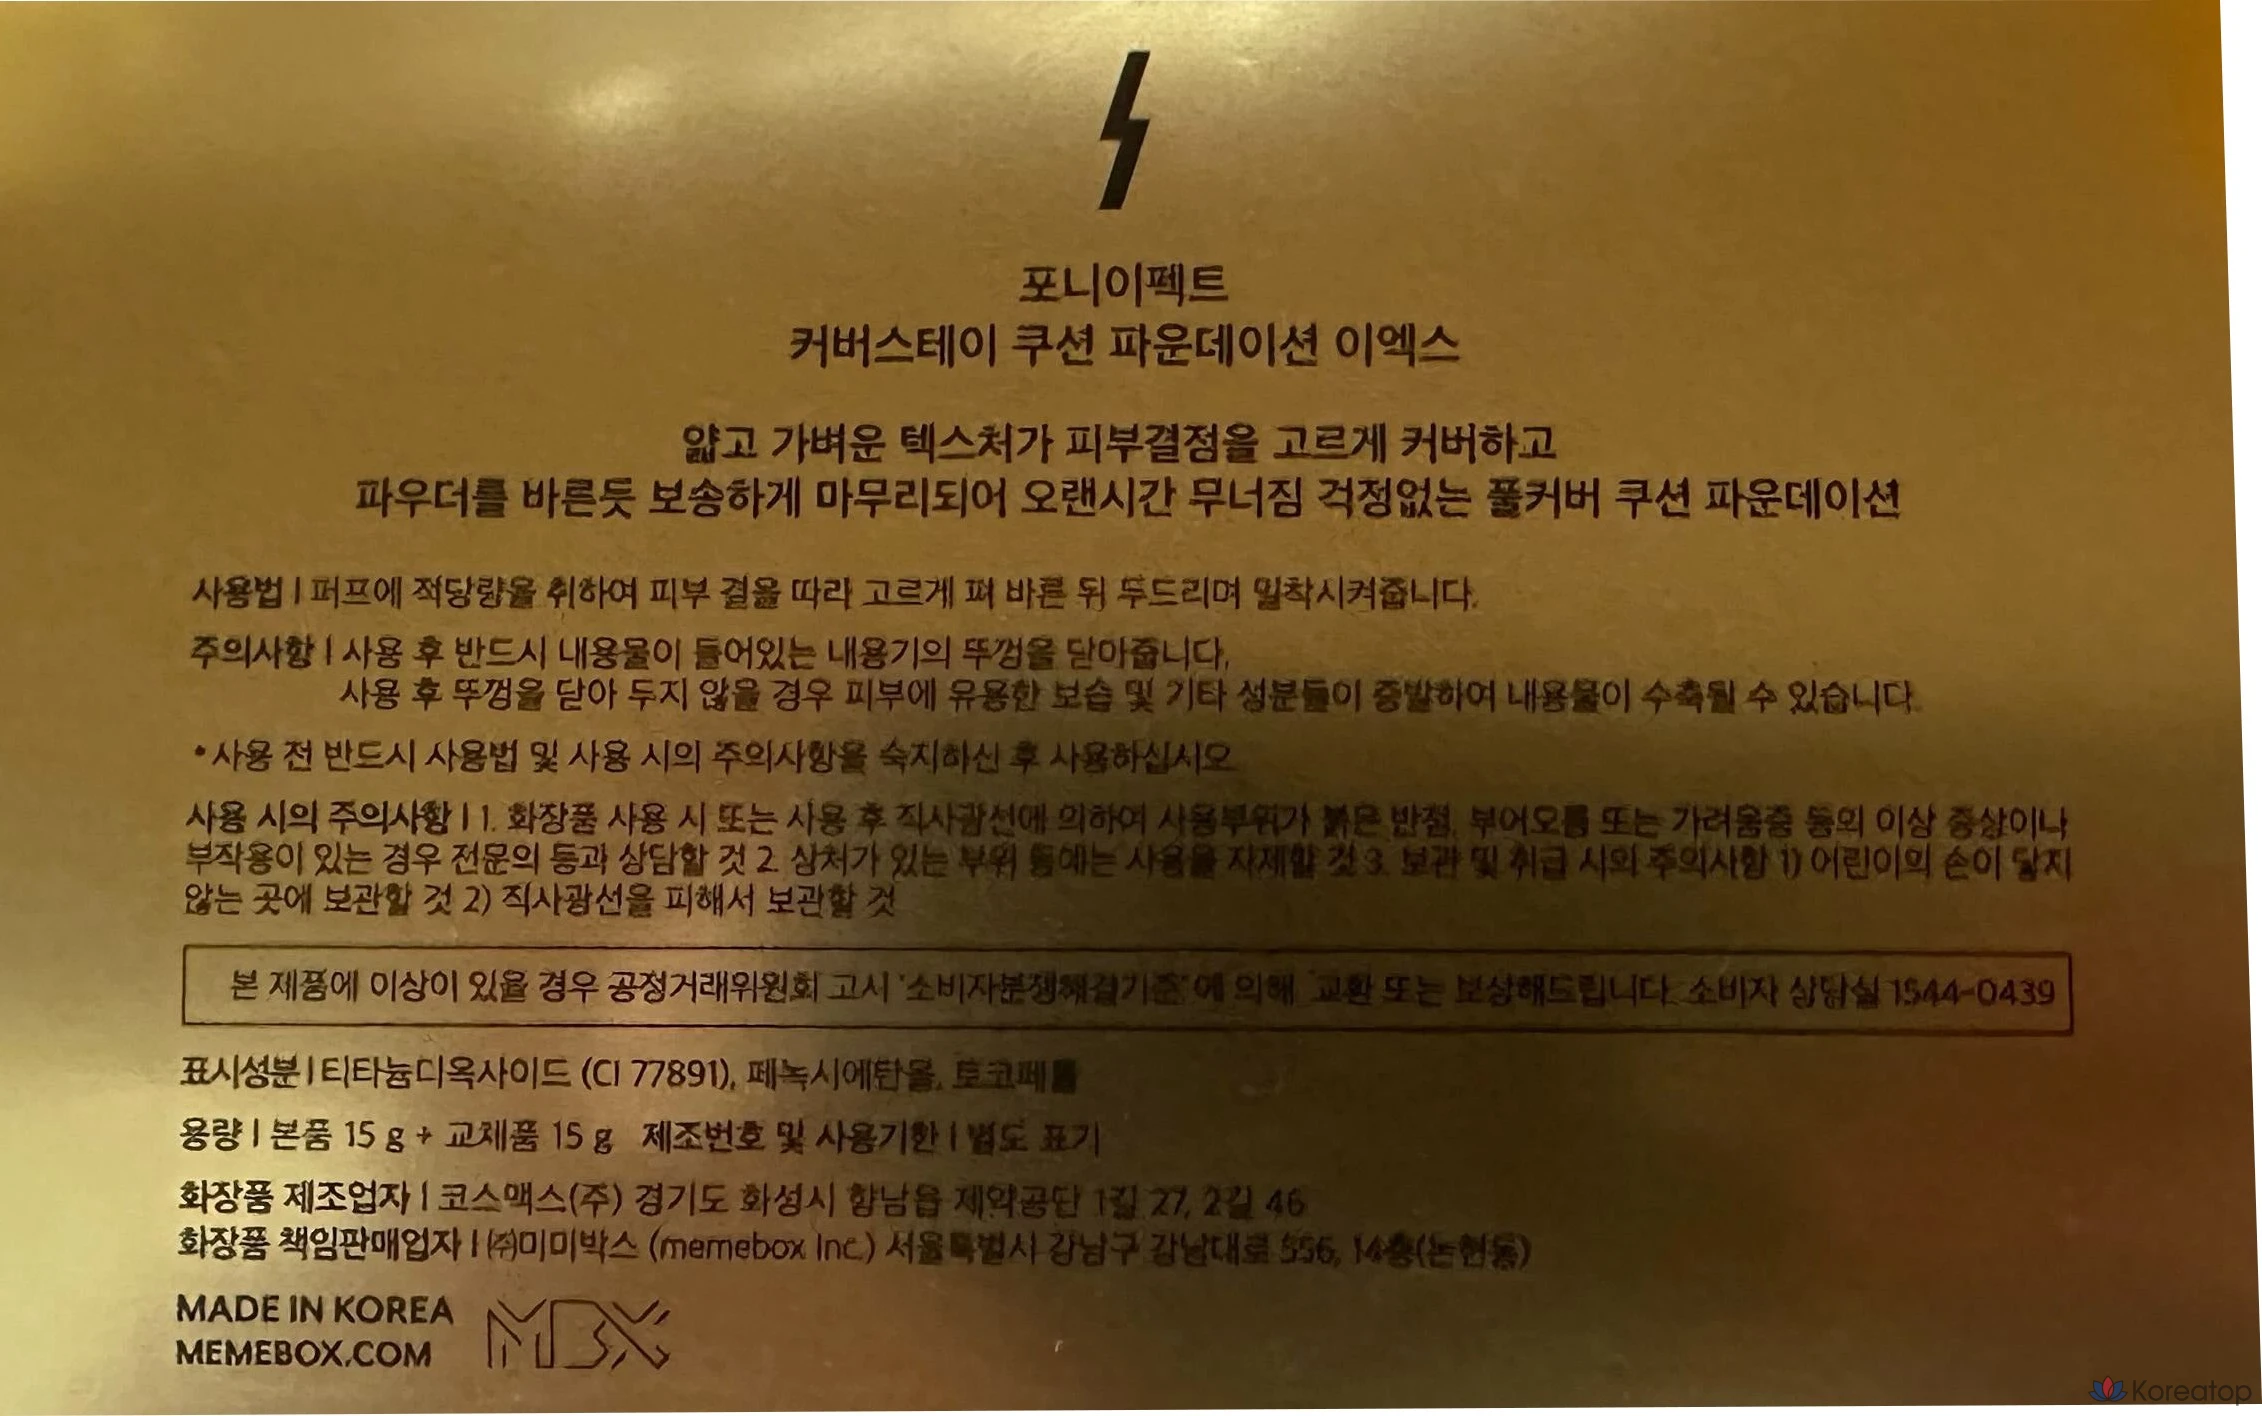 포니이펙트
커버스테이 쿠션 파운데이션 이엑스
얇고 가벼운 텍스처가 피부결점을 고르게 커버하고
파우더를 바른듯 보송하게 마무리되어 오랜시간 무너짐 걱정없는 풀커버 쿠션 파운데이션
사용법 | 퍼프에 적당량을 취하여 피부 결을 따라 고르게 펴 바른 뒤 두드리며 밀착시켜줍니다.
주의사항 | 사용 후 반드시 내용물이 들어있는 내용기의 뚜껑을 닫아줍니다.
사용 후 뚜껑을 닫아 두지 않을 경우 피부에 유용한 보습 및 기타 성분들이 증발하여 내용물이 수축될 수 있습니다.
• 사용 전 반드시 사용법 및 사용 시의 주의사항을 숙지하신 후 사용하십시오
사용 시의 주의사항 | 1. 화장품 사용 시 또는 사용 후 직사광선에 의하여 사용부위가 붉은 반점, 부어오름 또는 가려움증 등의 이상 증상이나
부작용이 있는 경우 전문의 등과 상담할 것 2. 상처가 있는 부위 등에는 사용을 자제할 것 3. 보관 및 취급 시의 주의사항 1) 어린이의 손이 닿지
않는 곳에 보관할 것 2) 직사광선을 피해서 보관할 것
본 제품에 이상이 있을 경우 공정거래위원회 고시 '소비자분쟁해결기준'에 의해 교환 또는 보상해드립니다. 소비자 상담실 1544-0439
표시성분 | 티타늄디옥사이드 (CI 77891), 페녹시에탄올, 토코페롤
용량 | 본품 15 g + 교체품 15 g 제조번호 및 사용기한 | 별도 표기
화장품 제조업자 | 코스맥스(주) 경기도 화성시 향남읍 제약공단 1길 27, 2길 46
화장품 책임판매업자 | ㈜미미박스 (memebox Inc.) 서울특별시 강남구 강남대로 556, 14층(논현동)
MADE IN KOREA
MEMEBOX.COM
MBX
Koreatop